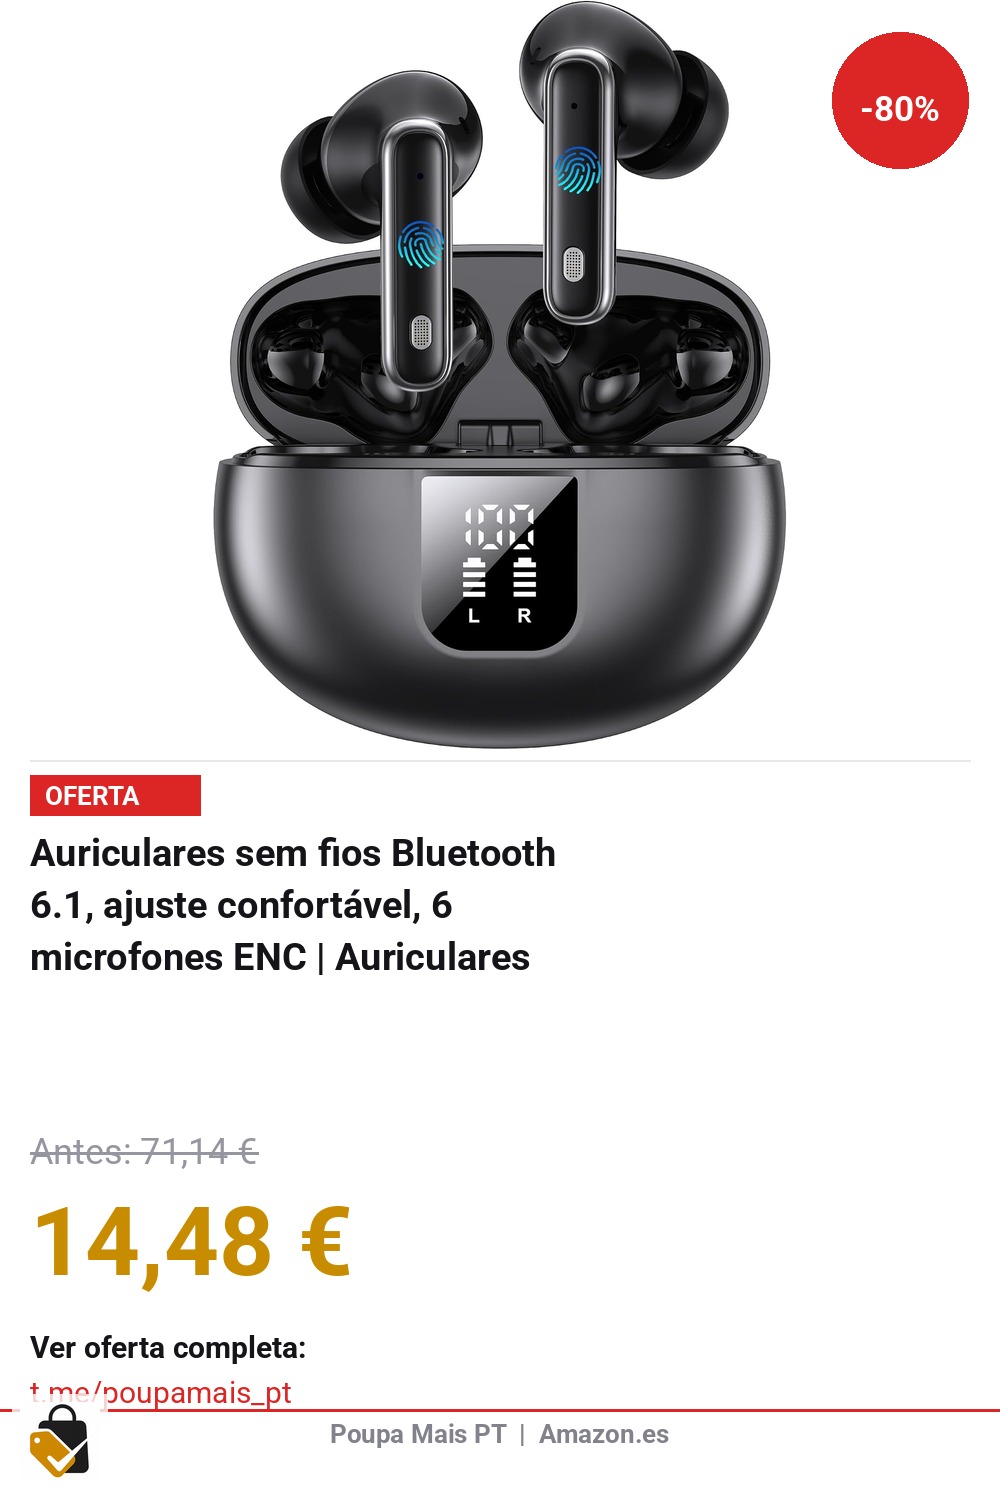 -80%
100
L R
OFERTA
Auriculares sem fios Bluetooth
6.1, ajuste confortável, 6
microfones ENC | Auriculares
Antes: 71,14 €
14,48 €
Ver oferta completa:
t.me/poupamais_pt
Poupa Mais PT | Amazon.es